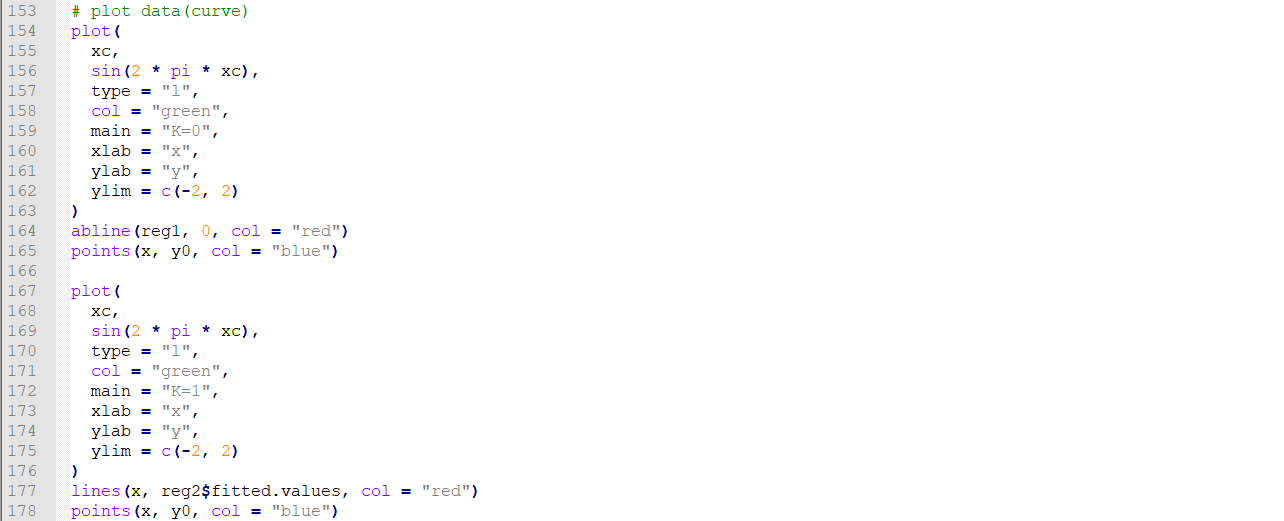 153 # plot data(curve)
154 plot(
155 xc,
156 sin(2 * pi * xc),
157 type = "l",
158 col = "green",
159 main = "K=0",
160 xlab = "x",
161 ylab = "y",
162 ylim = c(-2, 2)
163 )
164 abline(reg1, 0, col = "red")
165 points(x, y0, col = "blue")
166
167 plot(
168 xc,
169 sin(2 * pi * xc),
170 type = "l",
171 col = "green",
172 main = "K=1",
173 xlab = "x",
174 ylab = "y",
175 ylim = c(-2, 2)
176 )
177 lines(x, reg2$fitted.values, col = "red")
178 points(x, y0, col = "blue")